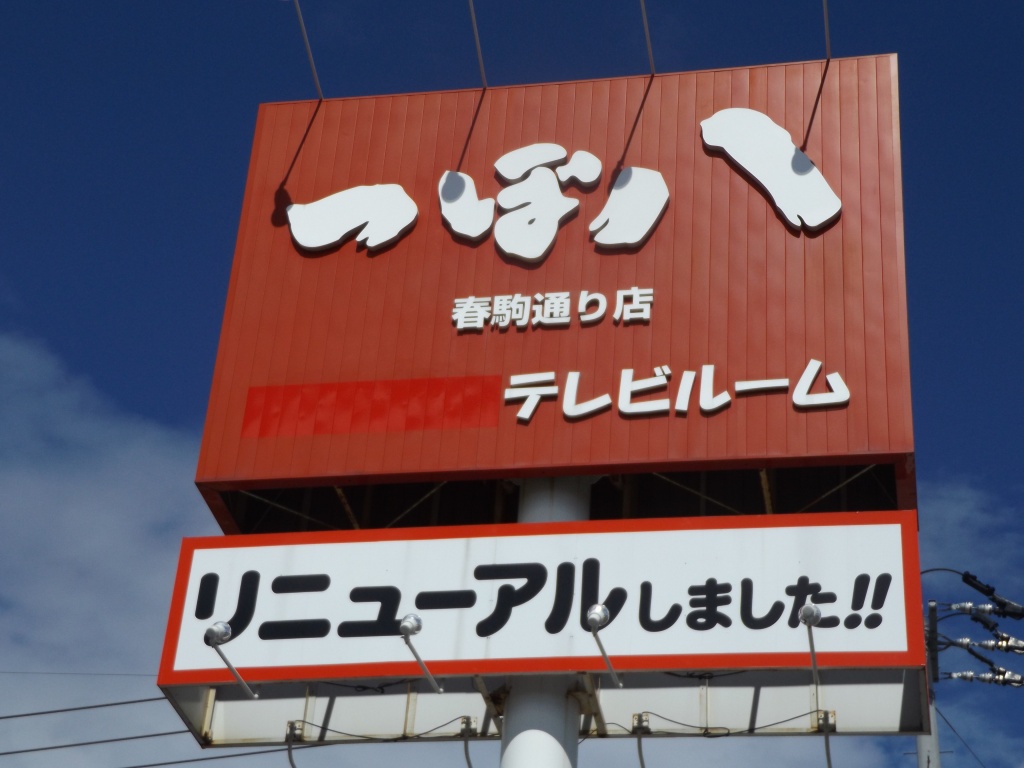 つぼ八
春駒通り店
テレビルーム
リニューアルしました!!